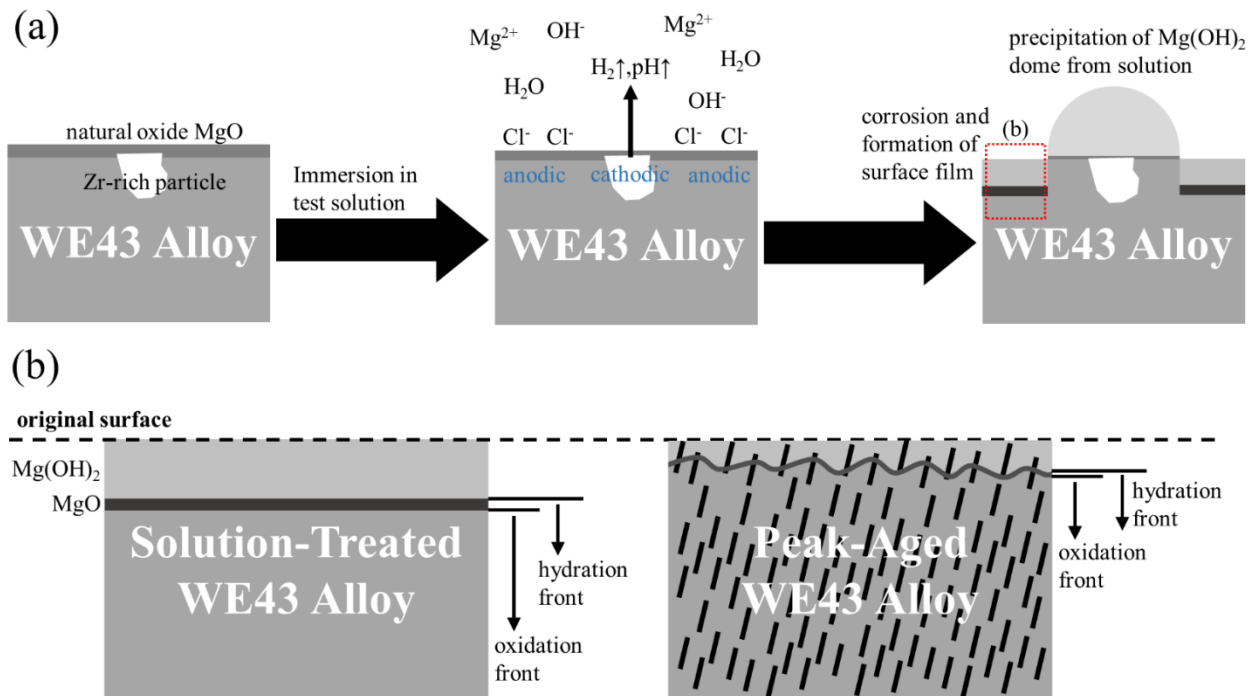 (a)
natural oxide MgO
Zr-rich particle
WE43 Alloy
Immersion in
test solution
Mg²⁺
OH⁻
Mg²⁺
H₂O
H₂↑,pH↑
H₂O
OH⁻
Cl⁻ Cl⁻ Cl⁻ Cl⁻
anodic cathodic anodic
WE43 Alloy
precipitation of Mg(OH)₂
dome from solution
corrosion and
formation of
surface film
(b)
WE43 Alloy
(b)
original surface
Mg(OH)₂
MgO
Solution-Treated
WE43 Alloy
hydration
front
oxidation
front
Peak-Aged
WE43 Alloy
hydration
front
oxidation
front